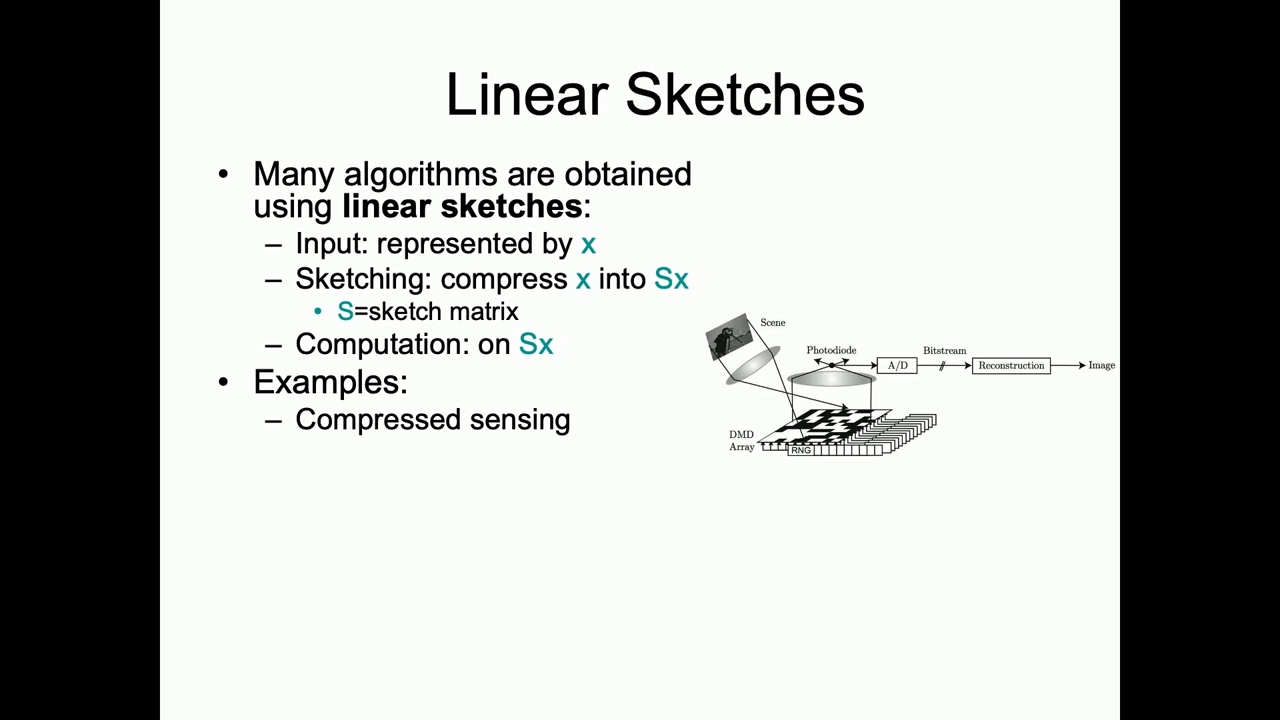 Linear Sketches
• Many algorithms are obtained
using linear sketches:
– Input: represented by x
– Sketching: compress x into Sx
• S=sketch matrix
– Computation: on Sx
• Examples:
– Compressed sensing
Scene
Photodiode
A/D
Bitstream
Reconstruction
Image
DMD
Array
RNG